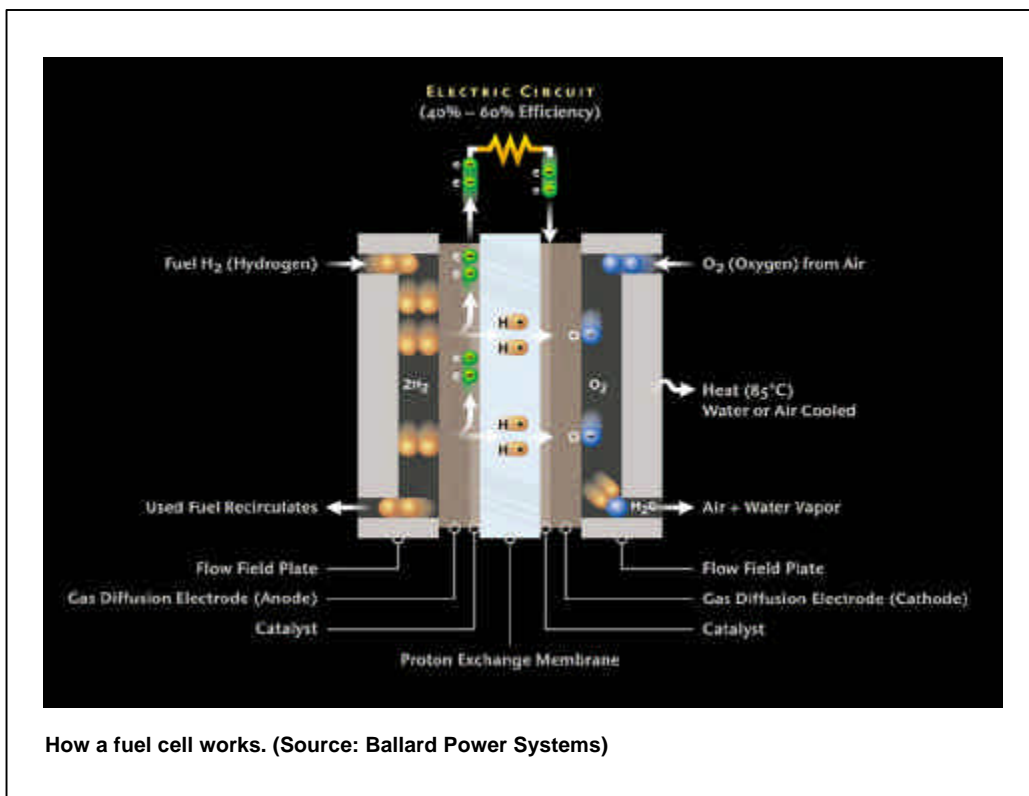 ELECTRIC CIRCUIT
(40% – 60% Efficiency)
e
e
e
e
Fuel H₂ (Hydrogen)
O₂ (Oxygen) from Air
e
e
H +
H +
O
e
e
2H₂
O₂
Heat (85°C)
Water or Air Cooled
H +
H +
O
Used Fuel Recirculates
H₂O
Air + Water Vapor
Flow Field Plate
Flow Field Plate
Gas Diffusion Electrode (Anode)
Gas Diffusion Electrode (Cathode)
Catalyst
Catalyst
Proton Exchange Membrane
How a fuel cell works. (Source: Ballard Power Systems)